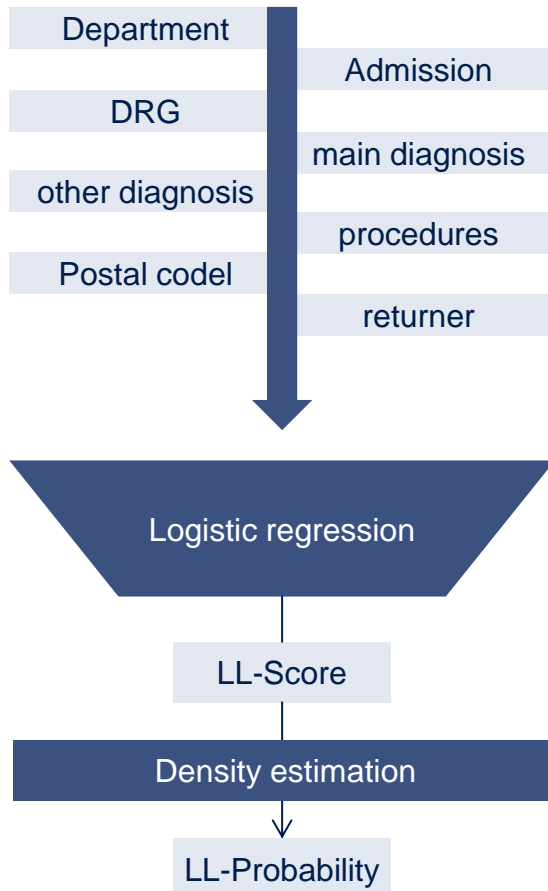 Department
Admission
DRG
main diagnosis
other diagnosis
procedures
Postal codel
returner
Logistic regression
LL-Score
Density estimation
LL-Probability